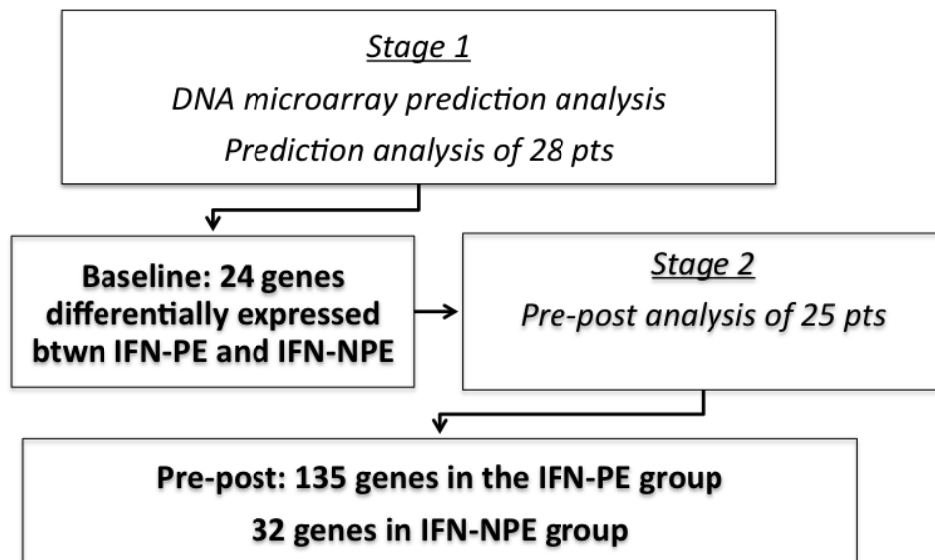 Stage 1
DNA microarray prediction analysis
Prediction analysis of 28 pts
Baseline: 24 genes
differentially expressed
btwn IFN-PE and IFN-NPE
Stage 2
Pre-post analysis of 25 pts
Pre-post: 135 genes in the IFN-PE group
32 genes in IFN-NPE group